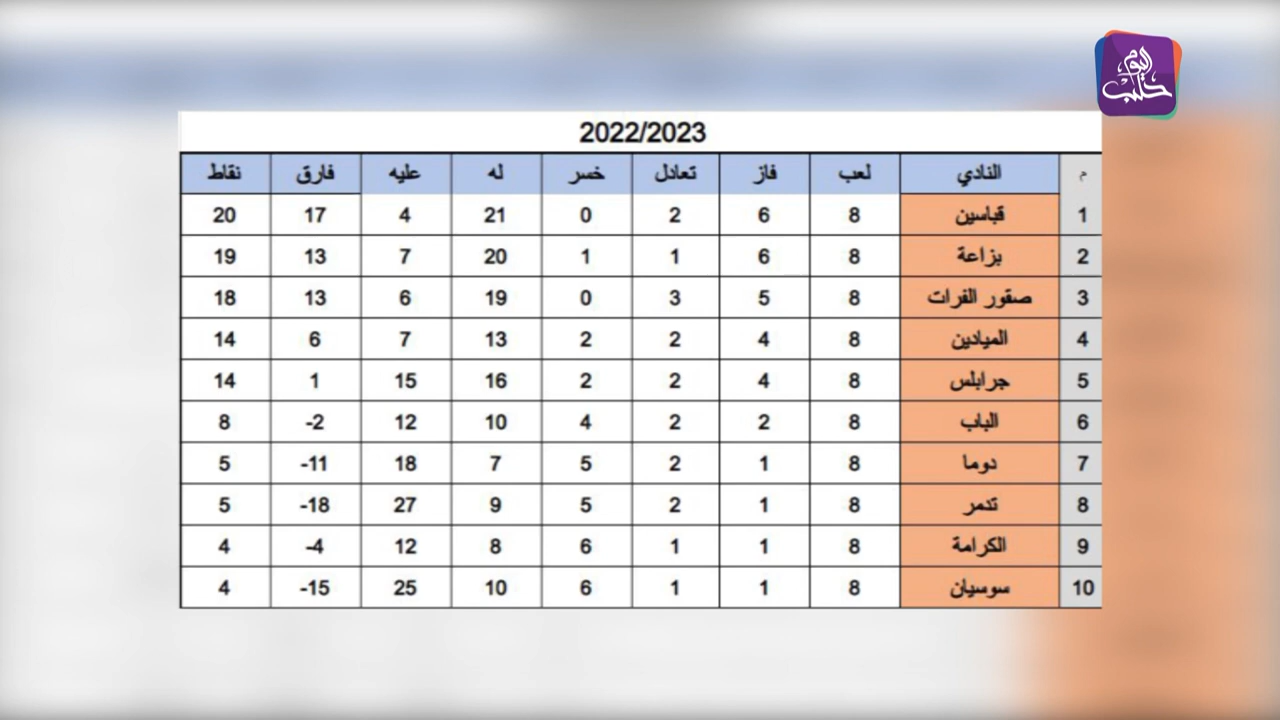 حلب اليوم
2022/2023
م النادي لعب فاز تعادل خسر له عليه فارق نقاط
1 قباسين 8 6 2 0 21 4 17 20
2 بزاعة 8 6 1 1 20 7 13 19
3 صقور الفرات 8 5 3 0 19 6 13 18
4 الميادين 8 4 2 2 13 7 6 14
5 جرابلس 8 4 2 2 16 15 1 14
6 الباب 8 2 2 4 10 12 -2 8
7 دوما 8 1 2 5 7 18 -11 5
8 تدمر 8 1 2 5 9 27 -18 5
9 الكرامة 8 1 1 6 8 12 -4 4
10 سوسيان 8 1 1 6 10 25 -15 4